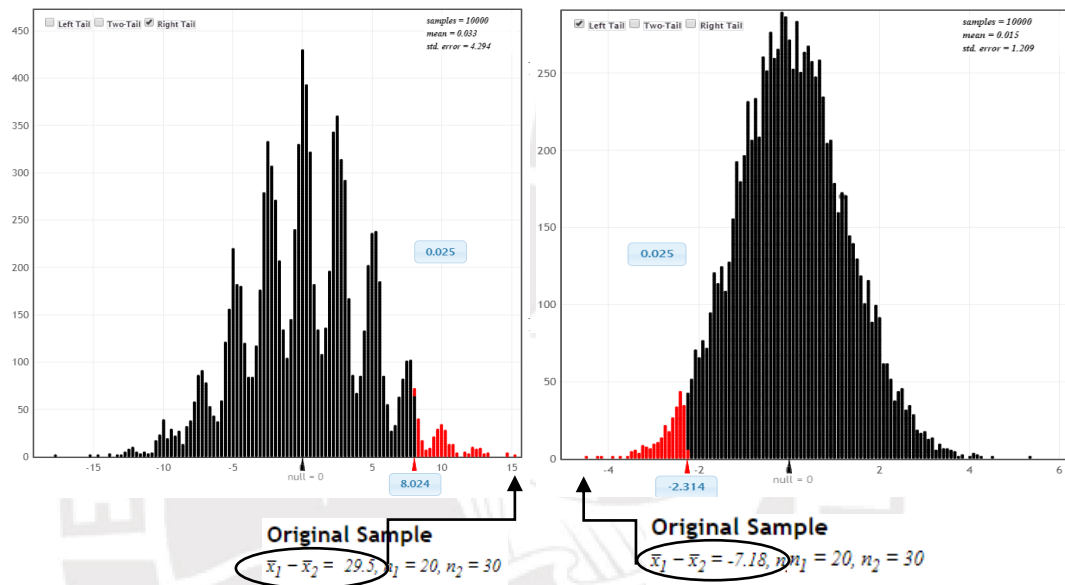 Left Tail Two-Tail Right Tail
samples = 10000
mean = 0.033
std. error = 4.294
450
400
350
300
250
200
150
100
50
0
0.025
-15 -10 -5 0 5 10 15
null = 0
8.024
Original Sample
x̄₁ − x̄₂ = 29.5, n₁ = 20, n₂ = 30
Left Tail Two-Tail Right Tail
samples = 10000
mean = 0.015
std. error = 1.209
250
200
150
100
50
0
0.025
-4 -2 0 2 4 6
null = 0
-2.314
Original Sample
x̄₁ − x̄₂ = -7.18, n n₁ = 20, n₂ = 30